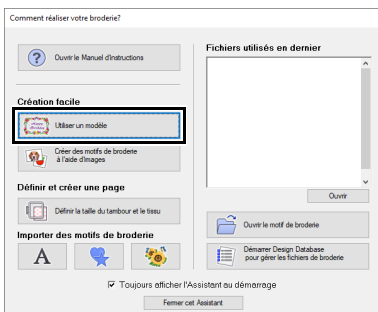 Comment réaliser votre broderie?
Ouvrir le Manuel d'Instructions
Création facile
Utiliser un modèle
Créer des motifs de broderie
à l'aide d'Images
Définir et créer une page
Définir la taille du tambour et le tissu
Importer des motifs de broderie
A
Fichiers utilisés en dernier
Ouvrir
Ouvrir le motif de broderie
Démarrer Design Database
pour gérer les fichiers de broderie
Toujours afficher l'Assistant au démarrage
Fermer cet Assistant